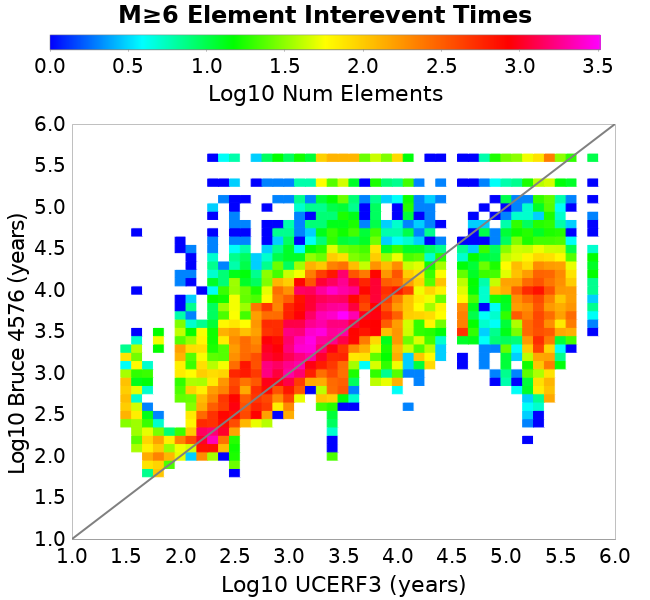 M≥6 Element Interevent Times
0.0 0.5 1.0 1.5 2.0 2.5 3.0 3.5
Log10 Num Elements
6.0
5.5
5.0
4.5
4.0
3.5
3.0
2.5
2.0
1.5
1.0
Log10 Bruce 4576 (years)
1.0 1.5 2.0 2.5 3.0 3.5 4.0 4.5 5.0 5.5 6.0
Log10 UCERF3 (years)